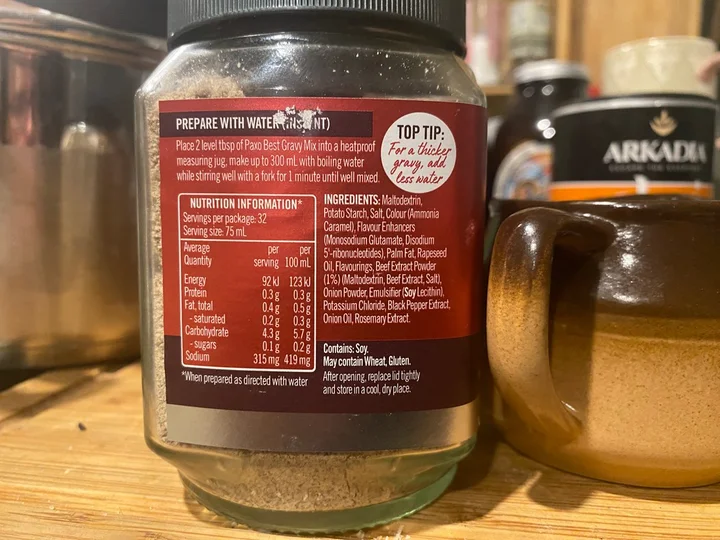 PREPARE WITH WATER (INSTANT)
Place 2 level tbsp of Paxo Best Gravy Mix into a heatproof
measuring jug, make up to 300 mL with boiling water
while stirring well with a fork for 1 minute until well mixed.
TOP TIP:
For a thicker
gravy, add
less water
NUTRITION INFORMATION*
Servings per package: 32
Serving size: 75 mL
Average per per
Quantity serving 100 mL
Energy 92 kJ 123 kJ
Protein 0.3 g 0.3 g
Fat, total 0.4 g 0.5 g
- saturated 0.2 g 0.3 g
Carbohydrate 4.3 g 5.7 g
- sugars 0.1 g 0.2 g
Sodium 315 mg 419 mg
*When prepared as directed with water
INGREDIENTS: Maltodextrin,
Potato Starch, Salt, Colour (Ammonia
Caramel), Flavour Enhancers
(Monosodium Glutamate, Disodium
5'-ribonucleotides), Palm Fat, Rapeseed
Oil, Flavourings, Beef Extract Powder
(1%) (Maltodextrin, Beef Extract, Salt),
Onion Powder, Emulsifier (Soy Lecithin),
Potassium Chloride, Black Pepper Extract,
Onion Oil, Rosemary Extract.
Contains: Soy.
May contain Wheat, Gluten.
After opening, replace lid tightly
and store in a cool, dry place.
ARKADIA